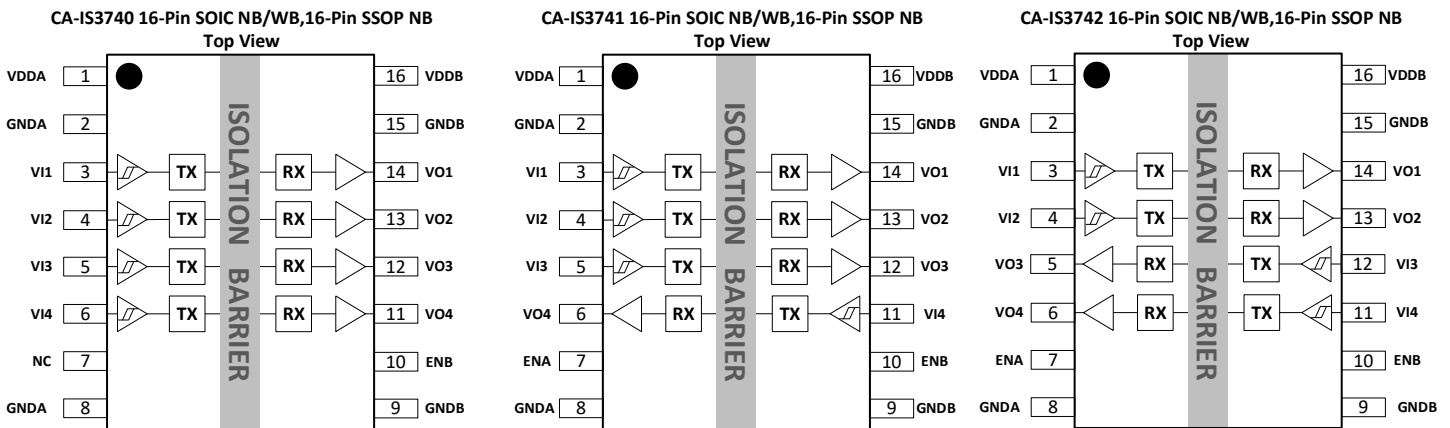 CA-IS3740 16-Pin SOIC NB/WB,16-Pin SSOP NB
Top View
VDDA 1 16 VDDB
GNDA 2 15 GNDB
VI1 3 TX RX 14 VO1
VI2 4 TX RX 13 VO2
VI3 5 TX RX 12 VO3
VI4 6 TX RX 11 VO4
NC 7 10 ENB
GNDA 8 9 GNDB
ISOLATION BARRIER
CA-IS3741 16-Pin SOIC NB/WB,16-Pin SSOP NB
Top View
VDDA 1 16 VDDB
GNDA 2 15 GNDB
VI1 3 TX RX 14 VO1
VI2 4 TX RX 13 VO2
VI3 5 TX RX 12 VO3
VO4 6 RX TX 11 VI4
ENA 7 10 ENB
GNDA 8 9 GNDB
ISOLATION BARRIER
CA-IS3742 16-Pin SOIC NB/WB,16-Pin SSOP NB
Top View
VDDA 1 16 VDDB
GNDA 2 15 GNDB
VI1 3 TX RX 14 VO1
VI2 4 TX RX 13 VO2
VO3 5 RX TX 12 VI3
VO4 6 RX TX 11 VI4
ENA 7 10 ENB
GNDA 8 9 GNDB
ISOLATION BARRIER